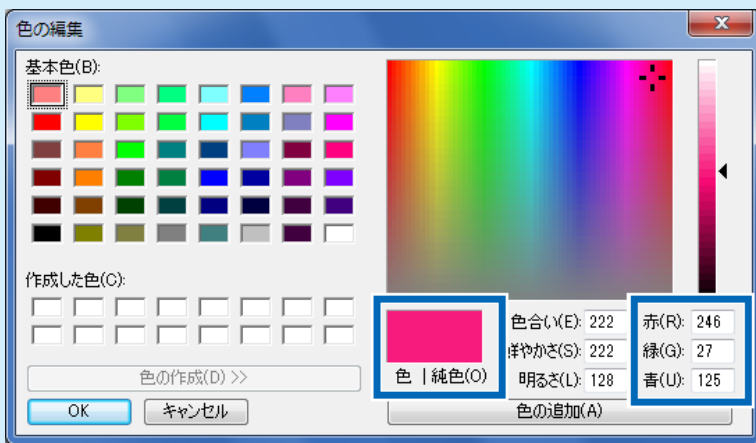 色の編集
基本色(B):
作成した色(C):
色の作成(D) >>
OK
キャンセル
色 | 純色(O)
色合い(E): 222
鮮やかさ(S): 222
明るさ(L): 128
赤(R): 246
緑(G): 27
青(U): 125
色の追加(A)